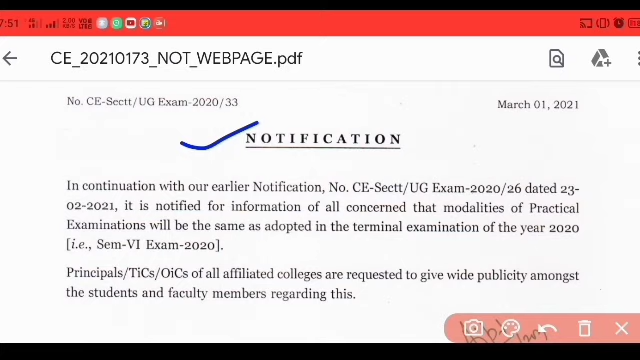 7:51
CE_20210173_NOT_WEBPAGE.pdf
No. CE-Sectt/UG Exam-2020/33 March 01, 2021
NOTIFICATION
In continuation with our earlier Notification, No. CE-Sectt/UG Exam-2020/26 dated 23-
02-2021, it is notified for information of all concerned that modalities of Practical
Examinations will be the same as adopted in the terminal examination of the year 2020
[i.e., Sem-VI Exam-2020].
Principals/TiCs/OiCs of all affiliated colleges are requested to give wide publicity amongst
the students and faculty members regarding this.